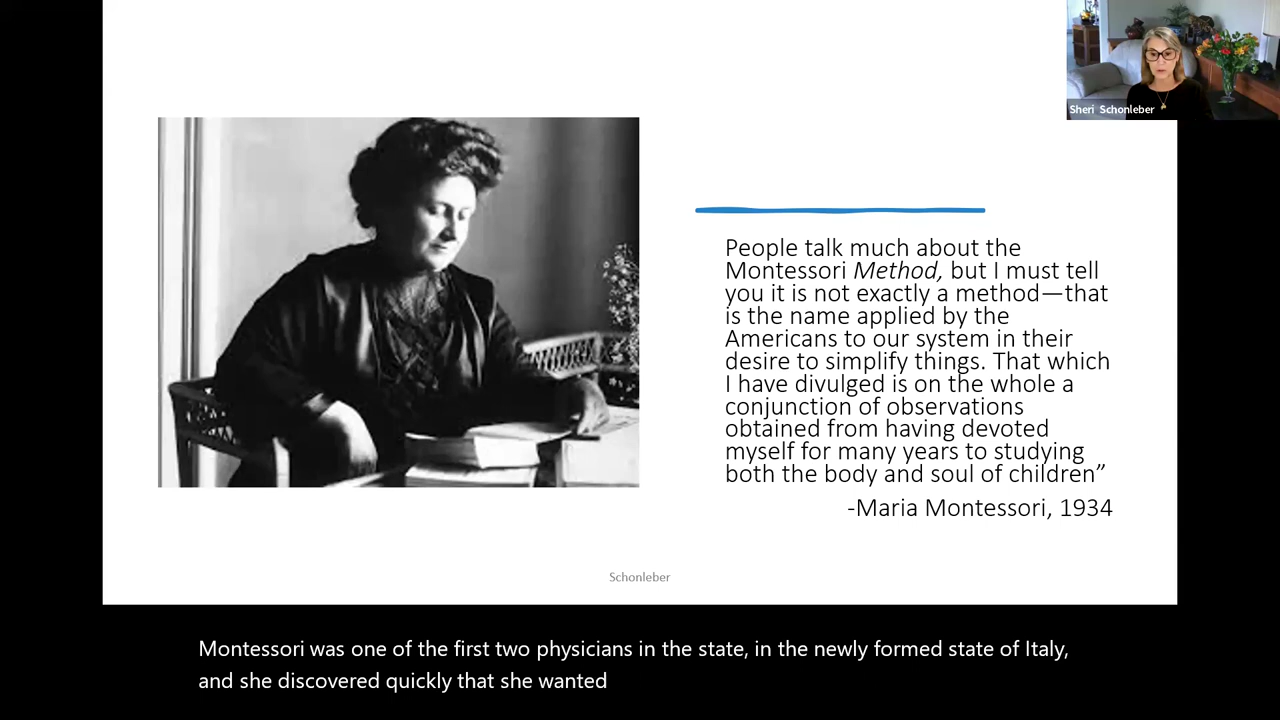 Sheri Schonleber
People talk much about the
Montessori Method, but I must tell
you it is not exactly a method—that
is the name applied by the
Americans to our system in their
desire to simplify things. That which
I have divulged is on the whole a
conjunction of observations
obtained from having devoted
myself for many years to studying
both the body and soul of children”
-Maria Montessori, 1934
Schonleber
Montessori was one of the first two physicians in the state, in the newly formed state of Italy,
and she discovered quickly that she wanted